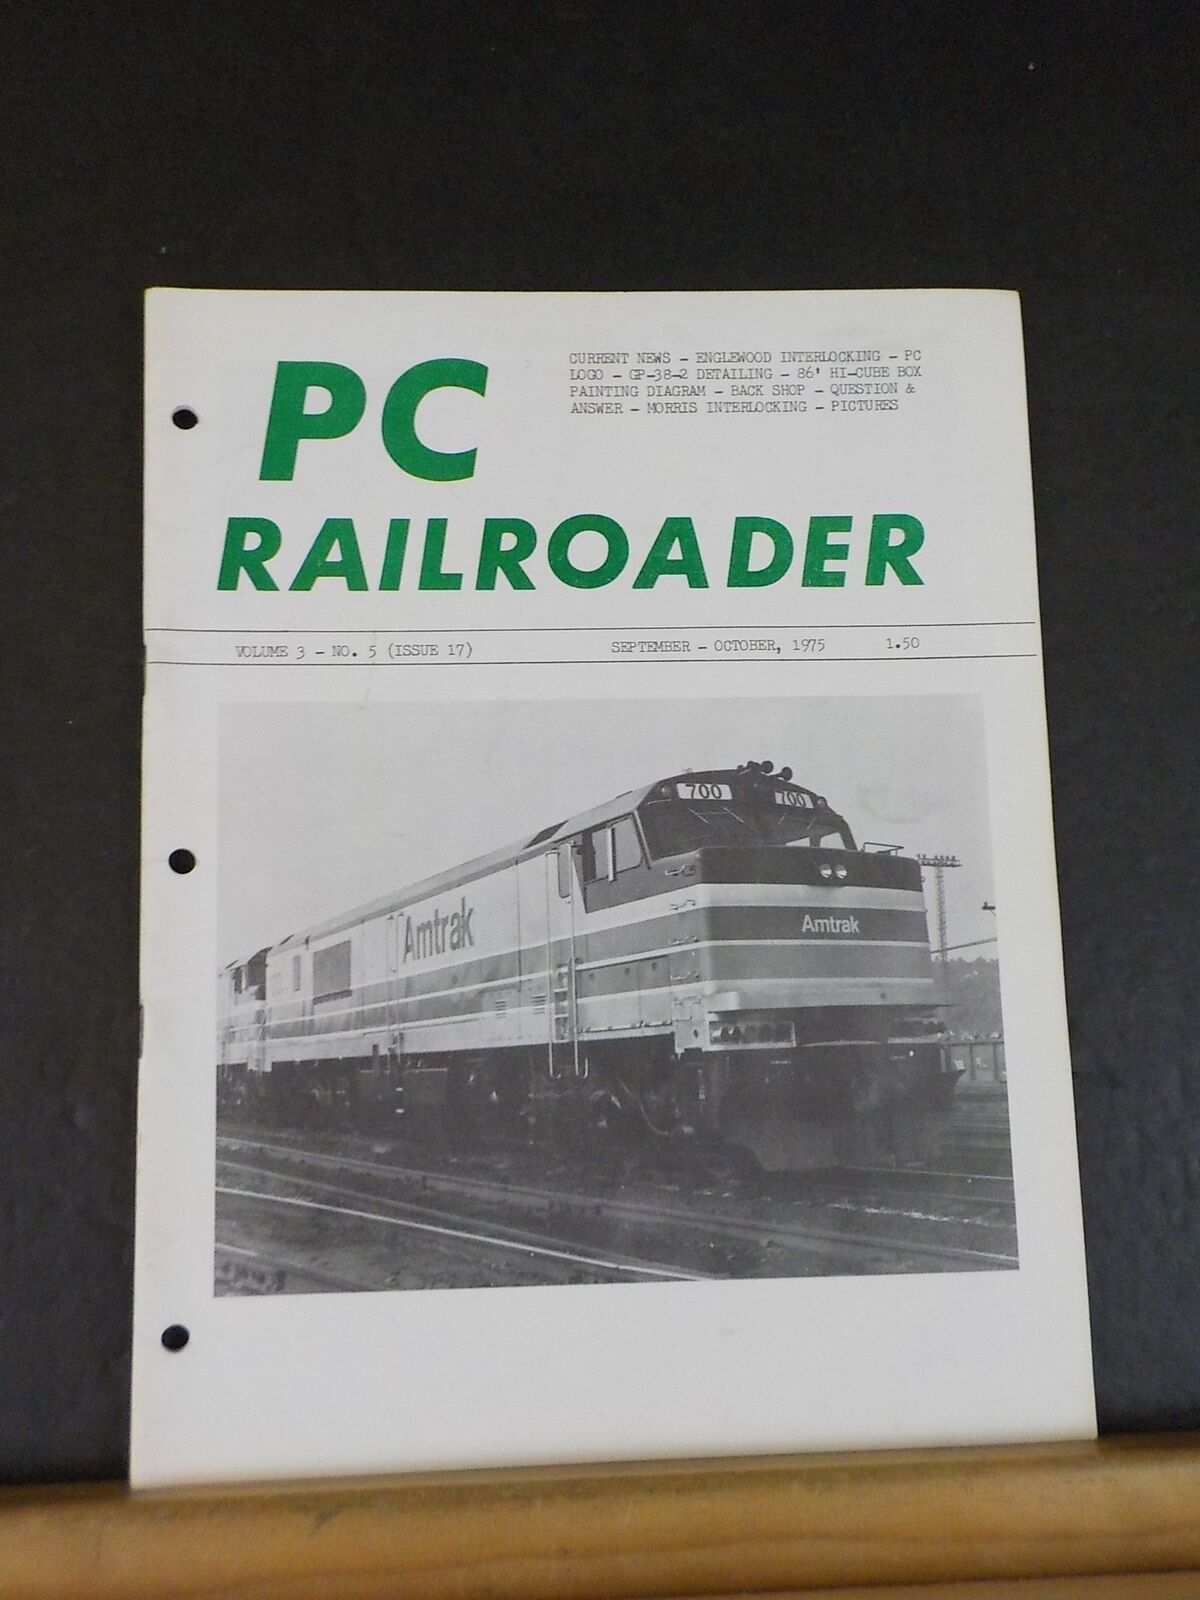 PC
CURRENT NEWS - ENGLEWOOD INTERLOCKING - PC
LOGO - GP-38-2 DETAILING - 86' HI-CUBE BOX
PAINTING DIAGRAM - BACK SHOP - QUESTION &
ANSWER - MORRIS INTERLOCKING - PICTURES
RAILROADER
VOLUME 3 - NO. 5 (ISSUE 17) SEPTEMBER - OCTOBER, 1975 1.50
700 700
Amtrak
Amtrak